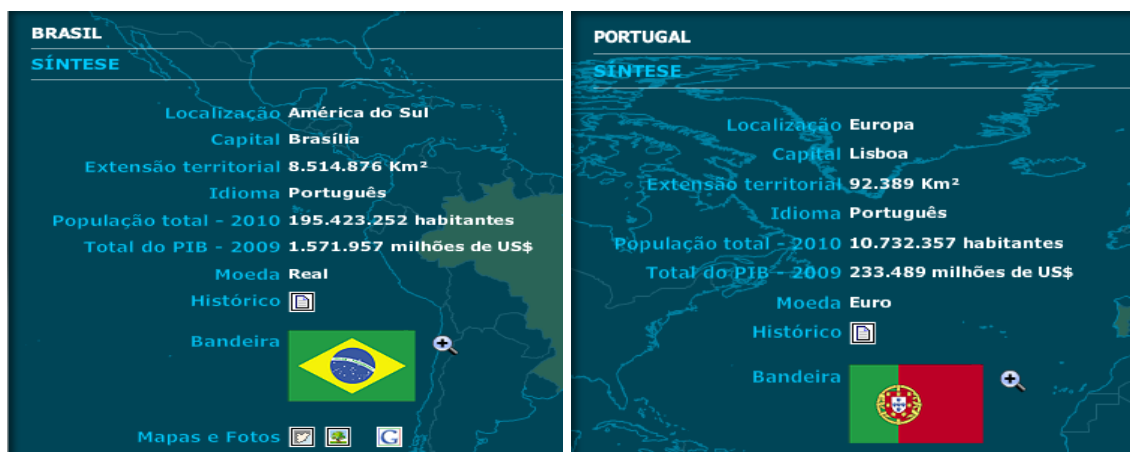 BRASIL
SÍNTESE
Localização América do Sul
Capital Brasília
Extensão territorial 8.514.876 Km²
Idioma Português
População total - 2010 195.423.252 habitantes
Total do PIB - 2009 1.571.957 milhões de US$
Moeda Real
Histórico
Bandeira
Mapas e Fotos
G
PORTUGAL
SÍNTESE
Localização Europa
Capital Lisboa
Extensão territorial 92.389 Km²
Idioma Português
População total - 2010 10.732.357 habitantes
Total do PIB - 2009 233.489 milhões de US$
Moeda Euro
Histórico
Bandeira